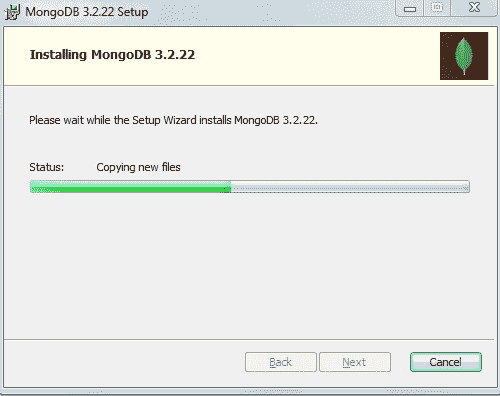 MongoDB 3.2.22 Setup
Installing MongoDB 3.2.22
Please wait while the Setup Wizard installs MongoDB 3.2.22.
Status: Copying new files
Back Next Cancel